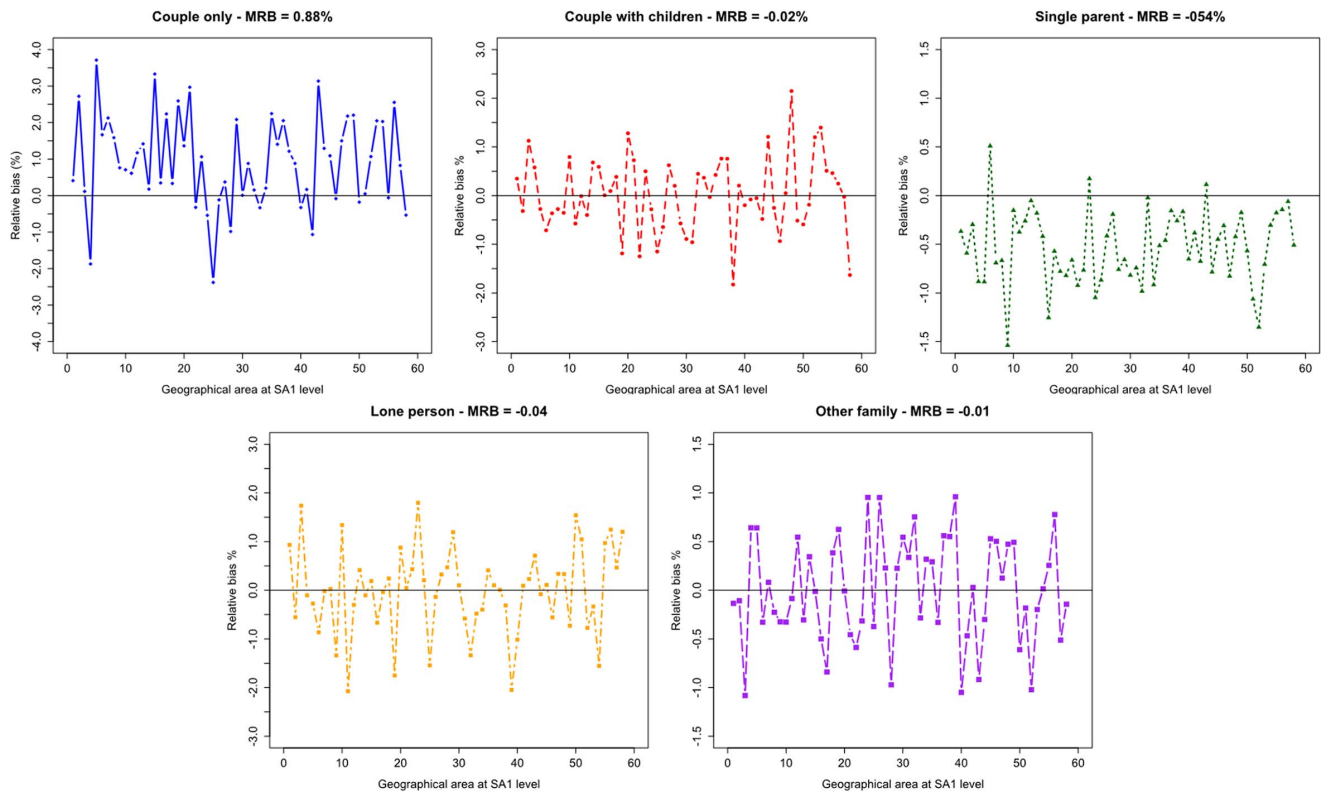 Couple only - MRB = 0.88%
Relative bias (%)
4.0
3.0
2.0
1.0
0.0
-1.0
-2.0
-3.0
-4.0
0 10 20 30 40 50 60
Geographical area at SA1 level
Couple with children - MRB = -0.02%
Relative bias %
3.0
2.0
1.0
0.0
-1.0
-2.0
-3.0
0 10 20 30 40 50 60
Geographical area at SA1 level
Single parent - MRB = -054%
Relative bias %
1.5
1.0
0.5
0.0
-0.5
-1.0
-1.5
0 10 20 30 40 50 60
Geographical area at SA1 level
Lone person - MRB = -0.04
Relative bias %
3.0
2.0
1.0
0.0
-1.0
-2.0
-3.0
0 10 20 30 40 50 60
Geographical area at SA1 level
Other family - MRB = -0.01
Relative bias %
1.5
1.0
0.5
0.0
-0.5
-1.0
-1.5
0 10 20 30 40 50 60
Geographical area at SA1 level